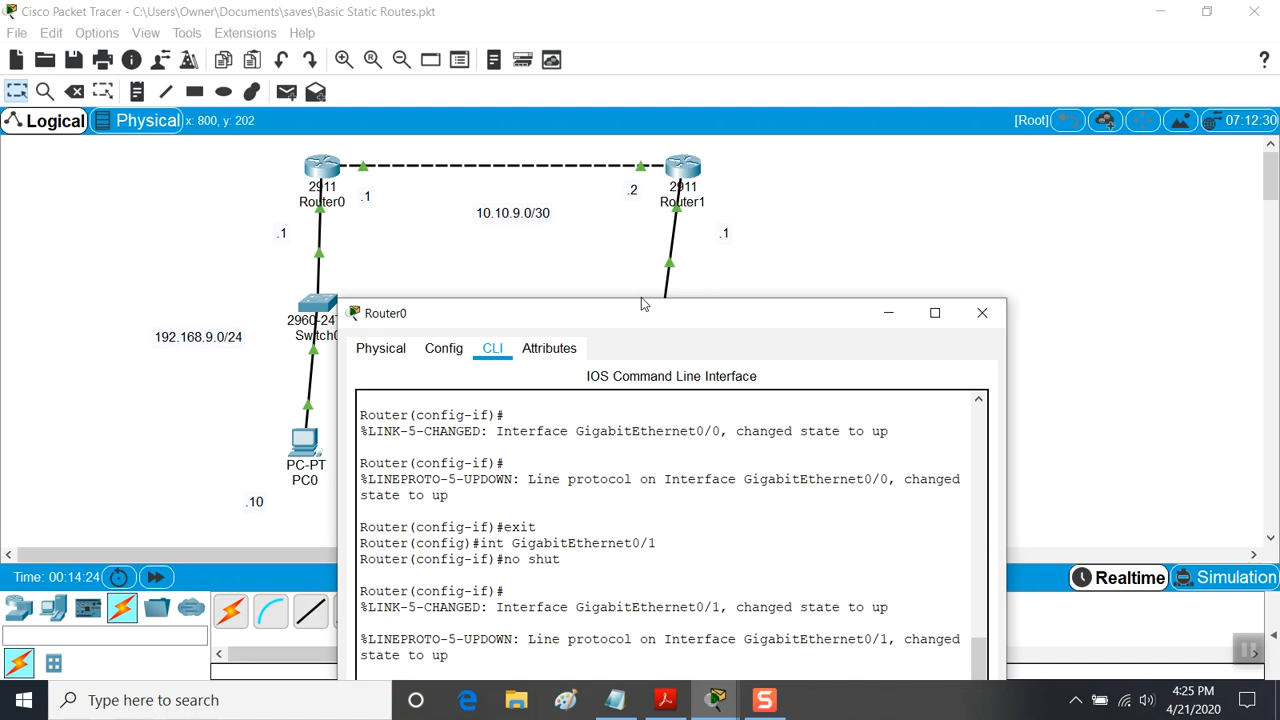 Cisco Packet Tracer - C:\Users\Owner\Documents\saves\Basic Static Routes.pkt
File Edit Options View Tools Extensions Help
?
Logical Physical x: 800, y: 202 [Root] 07:12:30
2911
Router0
.1
.1
10.10.9.0/30
.2
2911
Router1
.1
192.168.9.0/24
2960-24
Switch0
PC-PT
PC0
.10
Router0
Physical Config CLI Attributes
IOS Command Line Interface
Router(config-if)#
%LINK-5-CHANGED: Interface GigabitEthernet0/0, changed state to up
Router(config-if)#
%LINEPROTO-5-UPDOWN: Line protocol on Interface GigabitEthernet0/0, changed
state to up
Router(config-if)#exit
Router(config)#int GigabitEthernet0/1
Router(config-if)#no shut
Router(config-if)#
%LINK-5-CHANGED: Interface GigabitEthernet0/1, changed state to up
%LINEPROTO-5-UPDOWN: Line protocol on Interface GigabitEthernet0/1, changed
state to up
Time: 00:14:24 Realtime Simulation
Type here to search
4:25 PM
4/21/2020